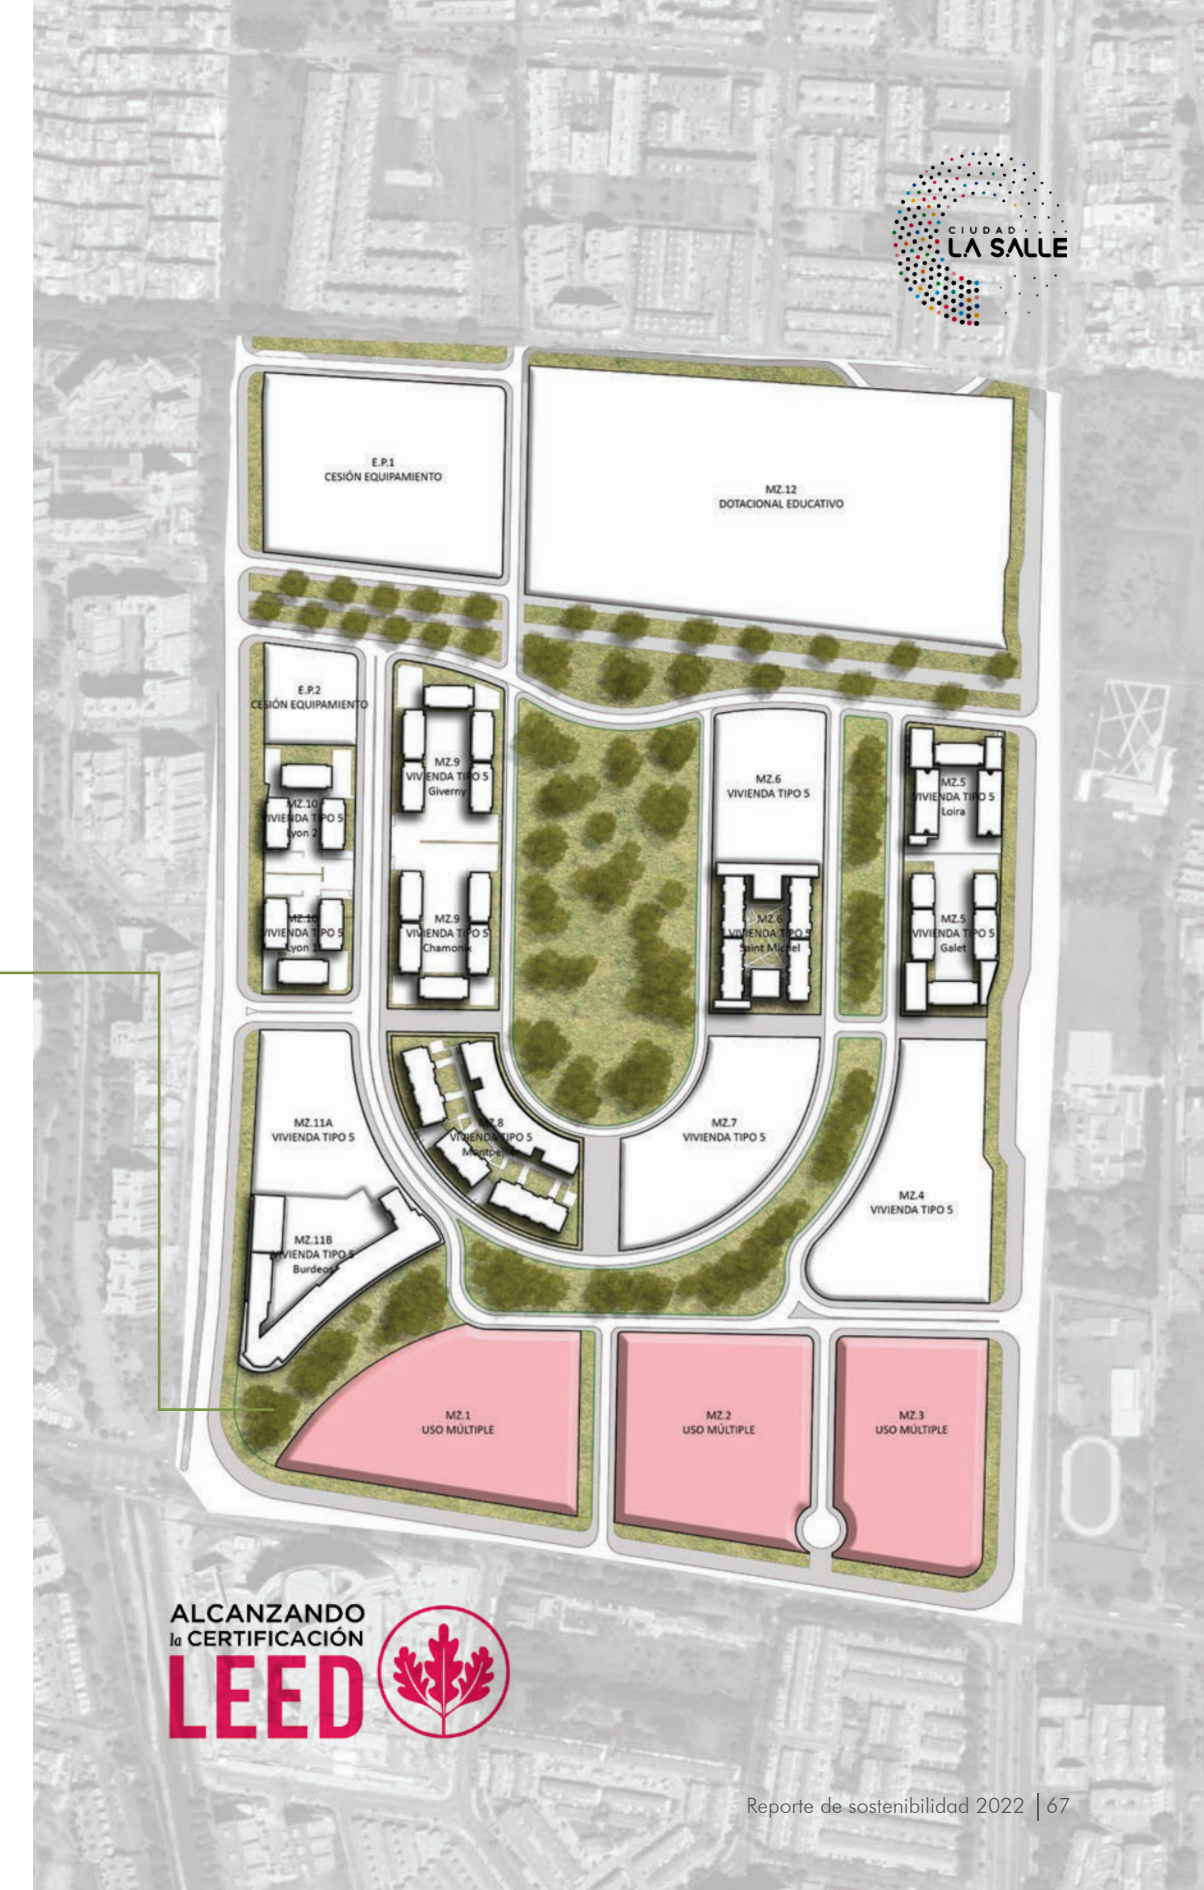 CIUDAD
LA SALLE
E.P.1
CESIÓN EQUIPAMIENTO
MZ.12
DOTACIONAL EDUCATIVO
E.P.2
CESIÓN EQUIPAMIENTO
MZ.9
VIVIENDA TIPO 5
Giverny
MZ.6
VIVIENDA TIPO 5
MZ.5
VIVIENDA TIPO 5
Loira
MZ.10
VIVIENDA TIPO 5
Lyon 2
MZ.10
VIVIENDA TIPO 5
Lyon 1
MZ.9
VIVIENDA TIPO 5
Chamonix
MZ.6
VIVIENDA TIPO 5
Saint Michel
MZ.5
VIVIENDA TIPO 5
Galet
MZ.11A
VIVIENDA TIPO 5
MZ.8
VIVIENDA TIPO 5
Montpellier
MZ.7
VIVIENDA TIPO 5
MZ.4
VIVIENDA TIPO 5
MZ.11B
VIVIENDA TIPO 5
Burdeos
MZ.1
USO MÚLTIPLE
MZ.2
USO MÚLTIPLE
MZ.3
USO MÚLTIPLE
ALCANZANDO
la CERTIFICACIÓN
LEED
Reporte de sostenibilidad 2022 | 67